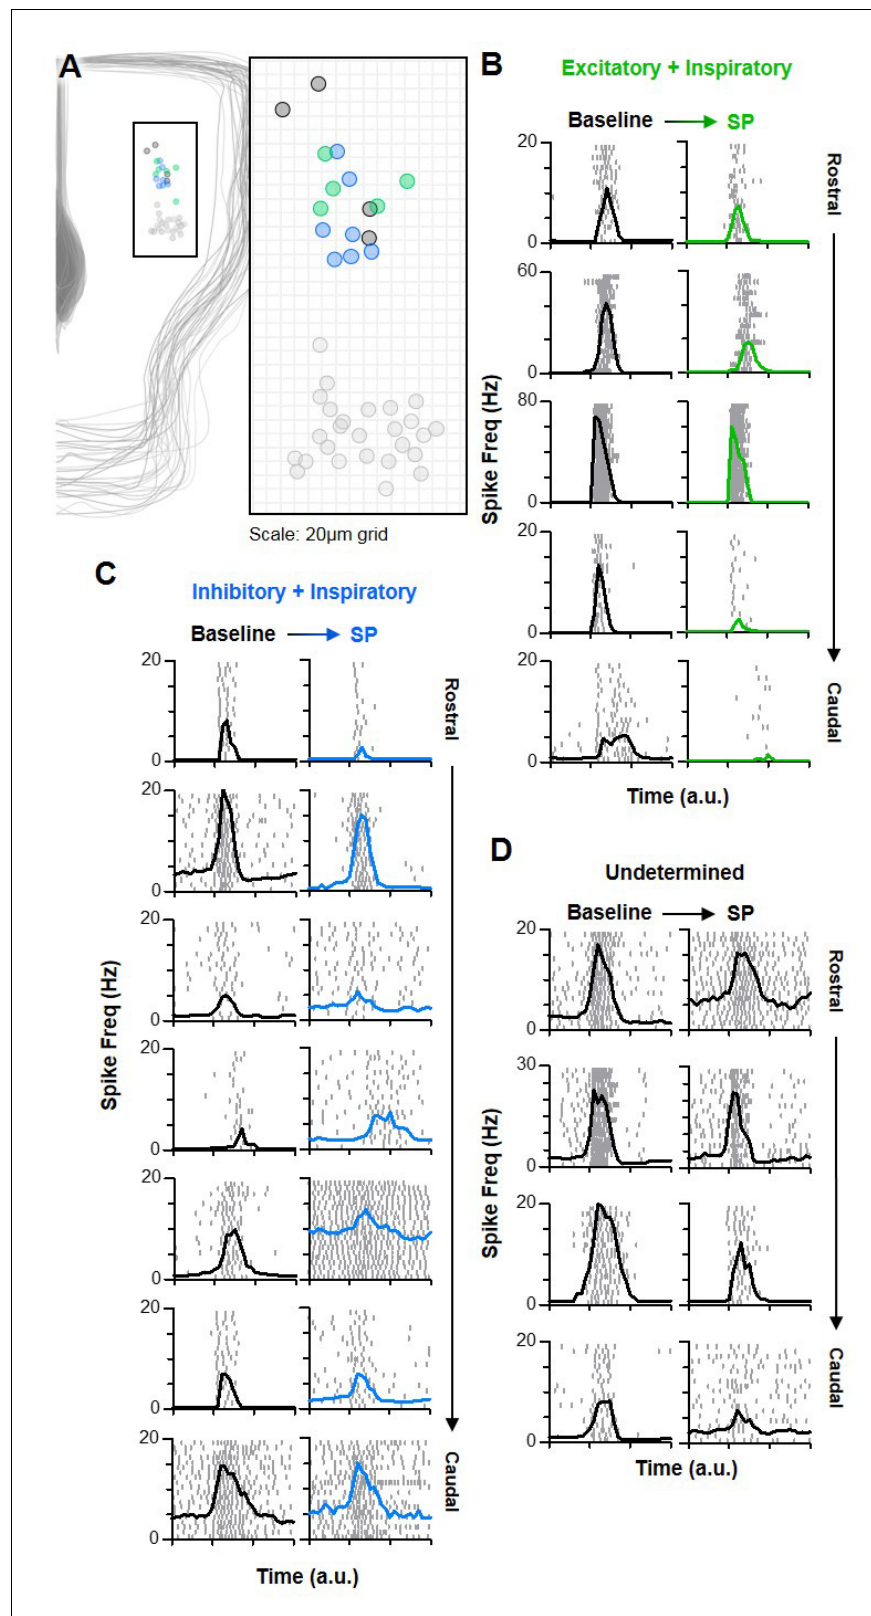 A
Scale: 20µm grid
B
Excitatory + Inspiratory
Baseline SP
Rostral
20
0
60
0
80
0
20
0
20
0
Spike Freq (Hz)
Caudal
Time (a.u.)
C
Inhibitory + Inspiratory
Baseline SP
Rostral
20
0
20
0
20
0
20
0
20
0
20
0
20
0
Spike Freq (Hz)
Caudal
Time (a.u.)
D
Undetermined
Baseline SP
Rostral
20
0
30
0
20
0
20
0
Spike Freq (Hz)
Caudal
Time (a.u.)